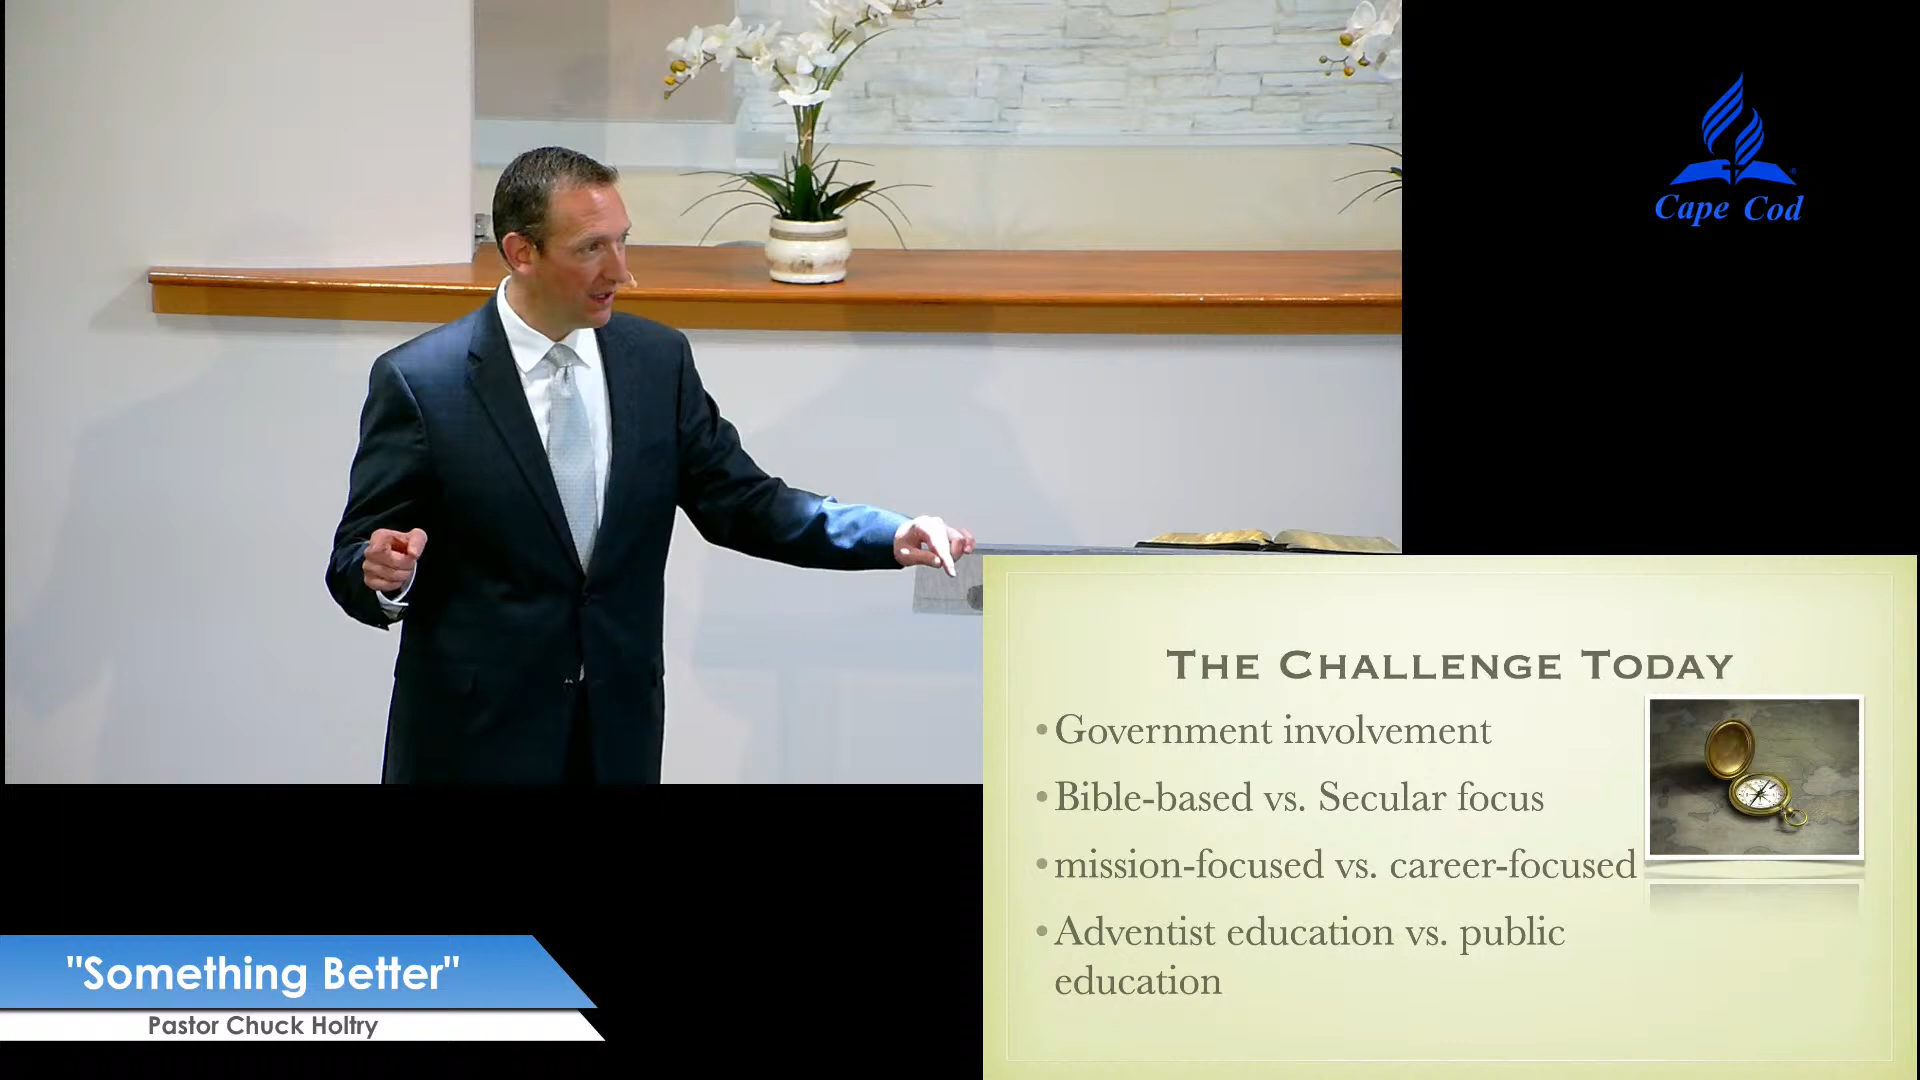 Cape Cod
The Challenge Today
•Government involvement
•Bible-based vs. Secular focus
•mission-focused vs. career-focused
•Adventist education vs. public
education
"Something Better"
Pastor Chuck Holtry